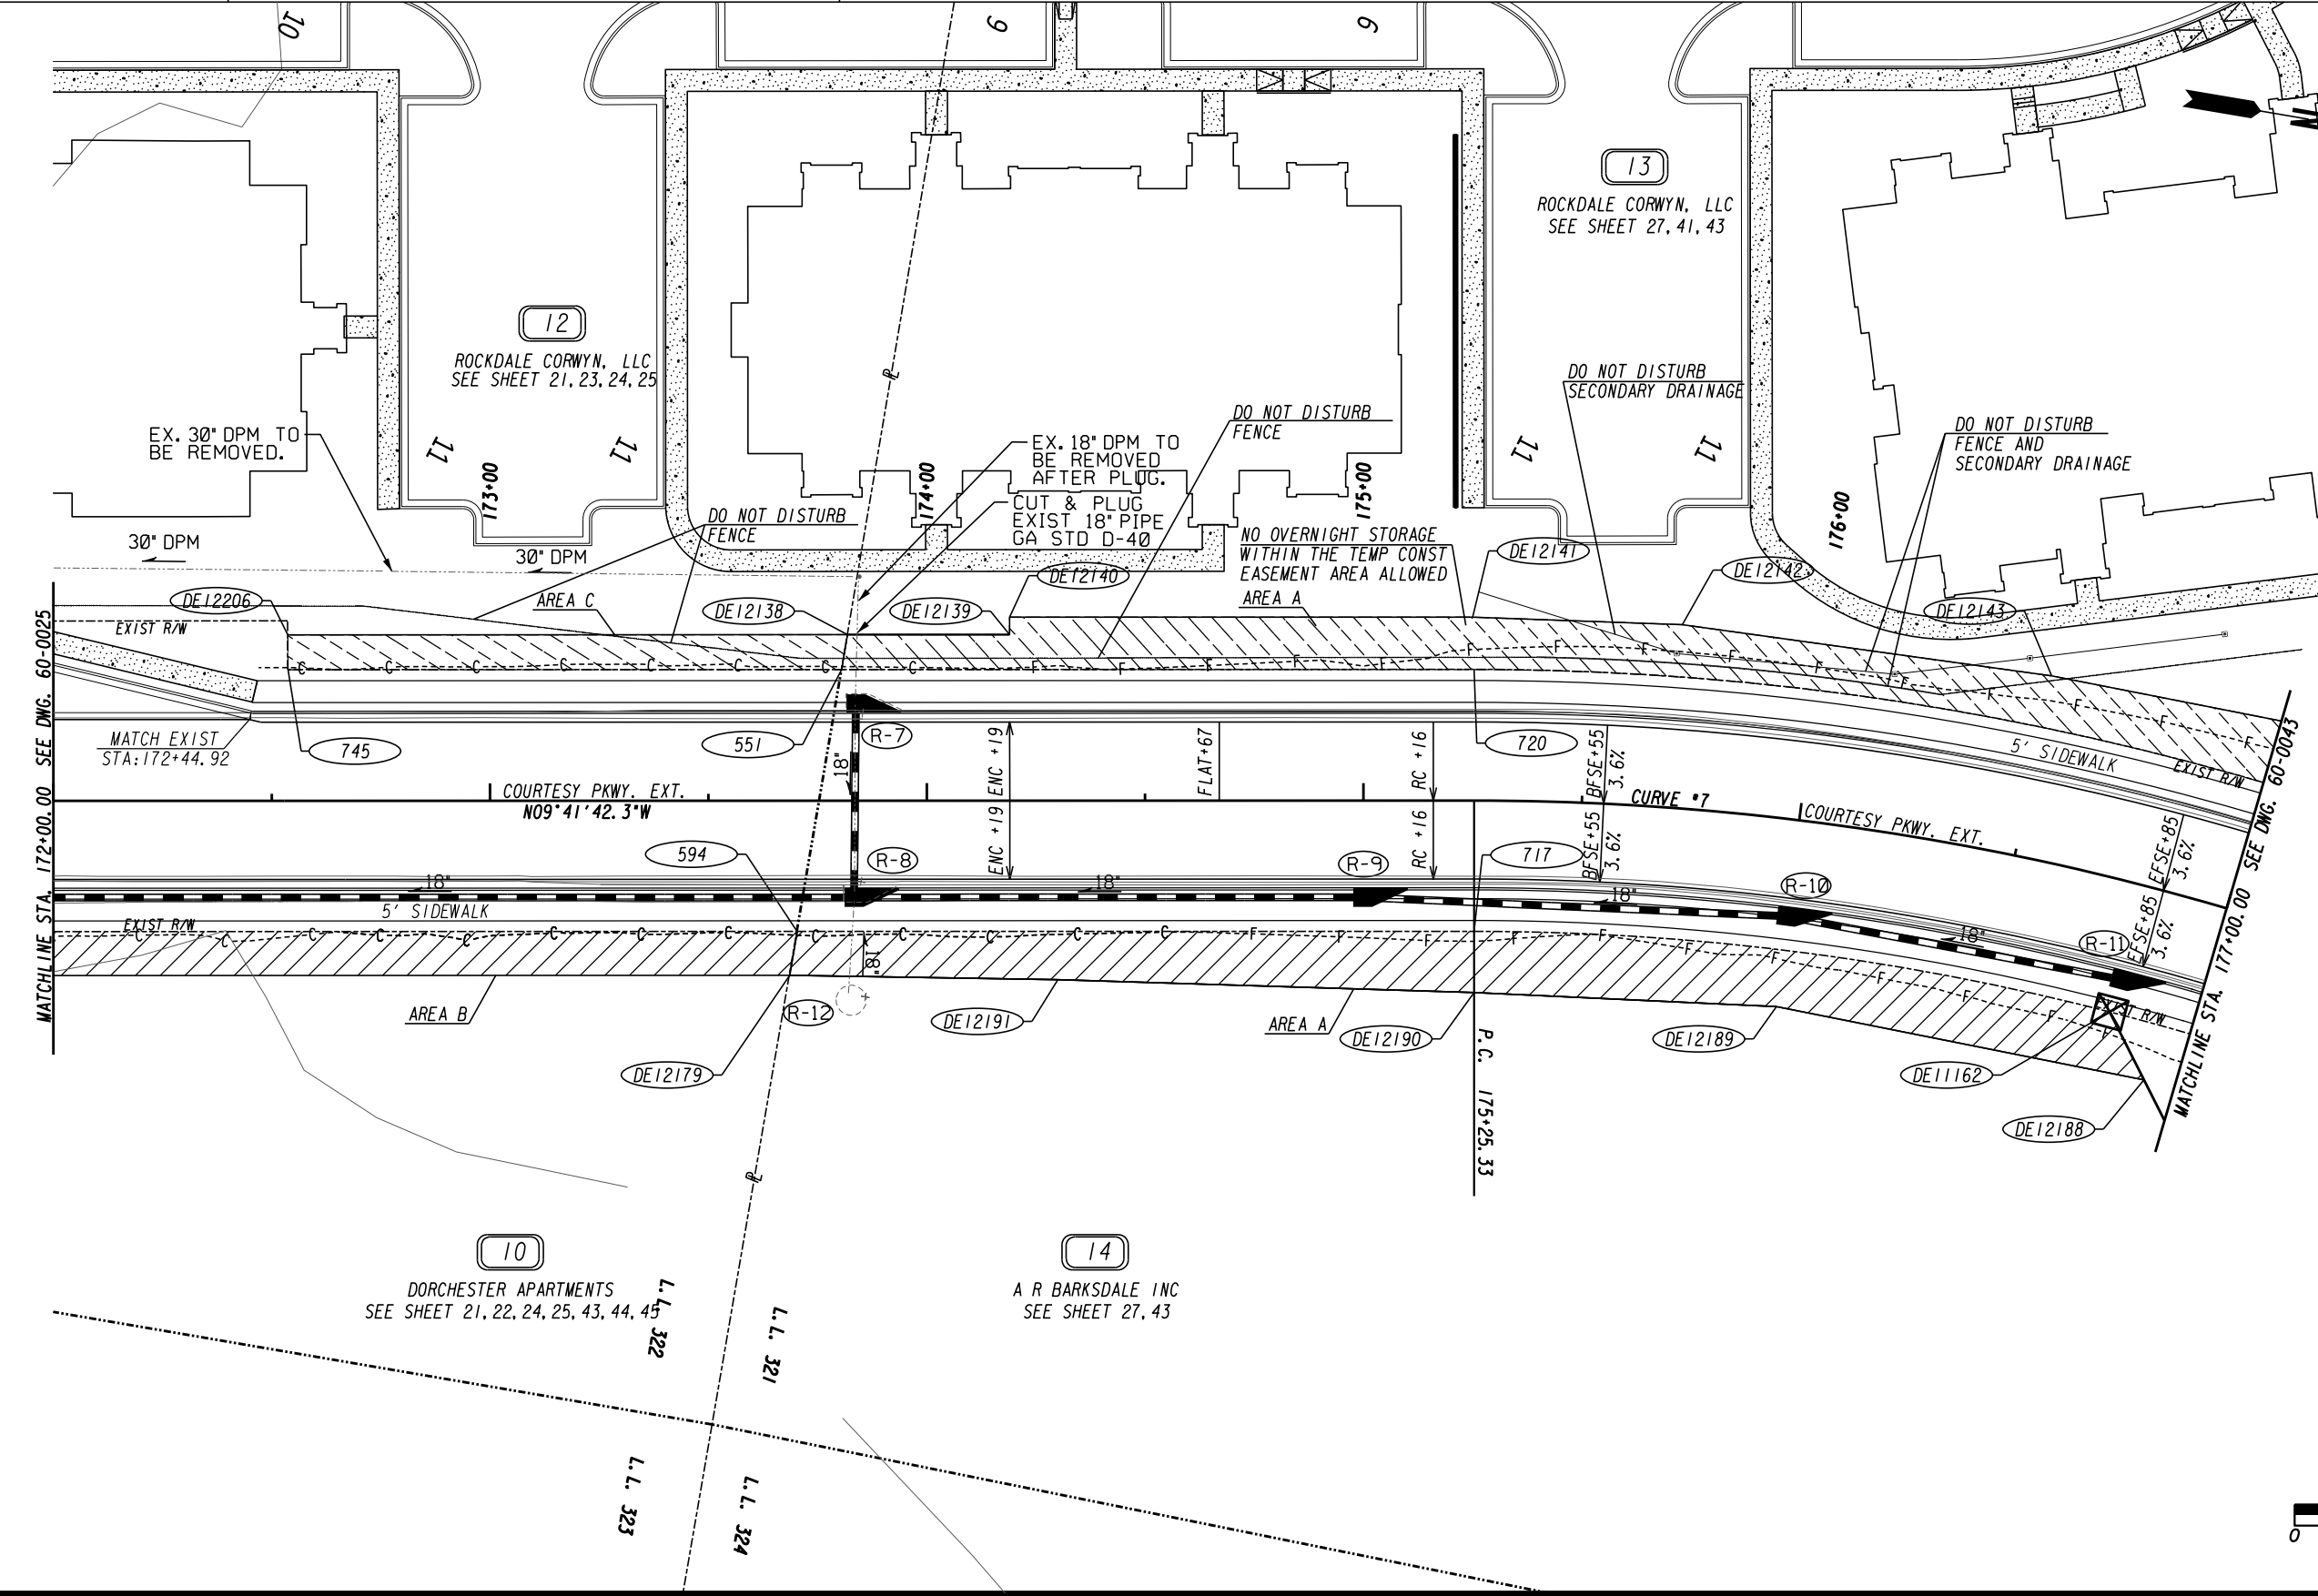 10
9
9
13
ROCKDALE CORWYN, LLC
SEE SHEET 27,41,43
12
ROCKDALE CORWYN, LLC
SEE SHEET 21,23,24,25
DO NOT DISTURB
SECONDARY DRAINAGE
DO NOT DISTURB
FENCE
DO NOT DISTURB
FENCE AND
SECONDARY DRAINAGE
EX. 30" DPM TO
BE REMOVED.
11
11
11
11
EX. 18" DPM TO
BE REMOVED
AFTER PLUG.
CUT & PLUG
EXIST 18" PIPE
GA STD D-40
173+00
174+00
175+00
176+00
DO NOT DISTURB
FENCE
NO OVERNIGHT STORAGE
WITHIN THE TEMP CONST
EASEMENT AREA ALLOWED
30" DPM
30" DPM
DE12141
DE12142
DE12140
DE12206
AREA C
DE12138
DE12139
AREA A
DE12143
EXIST R/W
MATCHLINE STA. 172+00.00 SEE DWG. 60-0025
MATCH EXIST
STA:172+44.92
745
551
R-7
720
18"
ENC +19
ENC +19
FLAT+67
RC +16
RC +16
BFSE+55
3.6%
BFSE+55
3.6%
5' SIDEWALK
EXIST R/W
COURTESY PKWY. EXT.
N09°41'42.3"W
CURVE #7
COURTESY PKWY. EXT.
EFSE+85
3.6%
EFSE+85
3.6%
MATCHLINE STA. 177+00.00 SEE DWG. 60-0043
594
R-8
R-9
717
R-10
R-11
18"
18"
18"
18"
5' SIDEWALK
EXIST R/W
18"
EXIST R/W
AREA B
R-12
DE12191
AREA A
DE12190
DE12189
DE12179
DE11162
DE12188
P.C. 175+25.33
10
DORCHESTER APARTMENTS
SEE SHEET 21,22,24,25,43,44,45
14
A R BARKSDALE INC
SEE SHEET 27,43
L.L. 322
L.L. 321
L.L. 323
L.L. 324
0